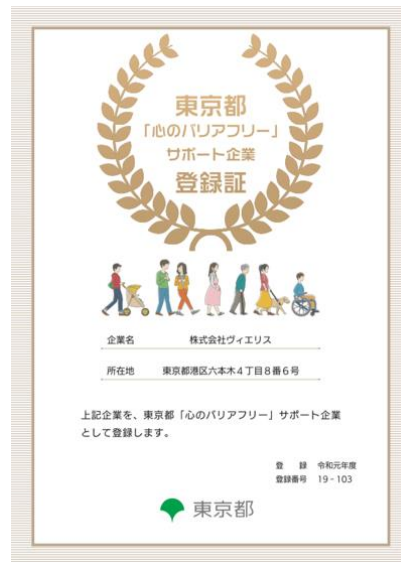 東京都
「心のバリアフリー」
サポート企業
登録証
企業名 株式会社ヴィエリス
所在地 東京都港区六本木4丁目8番6号
上記企業を、東京都「心のバリアフリー」サポート企業
として登録します。
登 録 令和元年度
登録番号 19 - 103
東京都